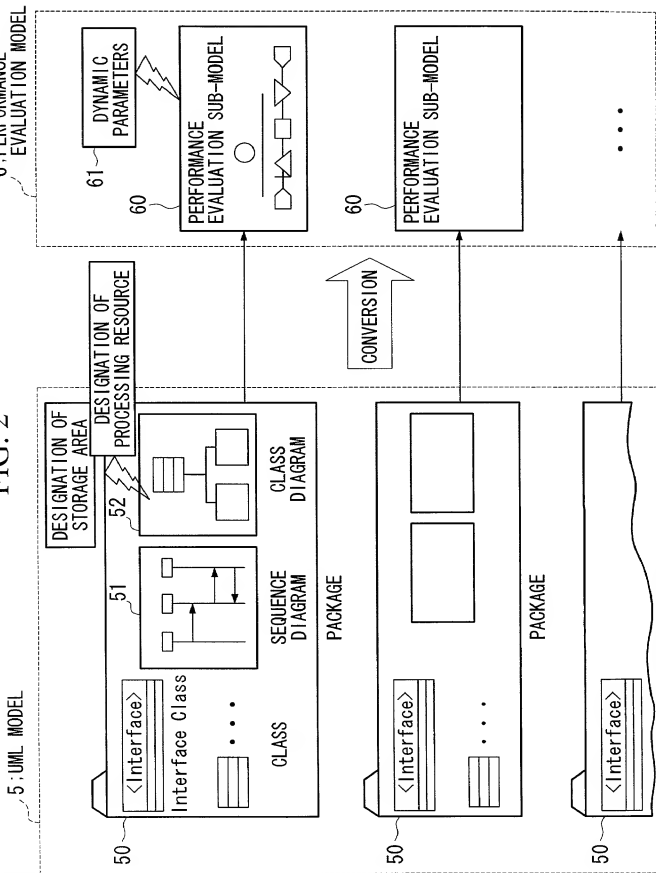 FIG. 2
5;UML MODEL
DESIGNATION OF
STORAGE AREA
DESIGNATION OF
PROCESSING RESOURCE
50
<Interface>
Interface Class
• • •
CLASS
51
SEQUENCE
DIAGRAM
52
CLASS
DIAGRAM
PACKAGE
50
<Interface>
• • •
PACKAGE
50
<Interface>
CONVERSION
EVALUATION MODEL
61
DYNAMIC
PARAMETERS
60
PERFORMANCE
EVALUATION SUB-MODEL
60
PERFORMANCE
EVALUATION SUB-MODEL
• • •